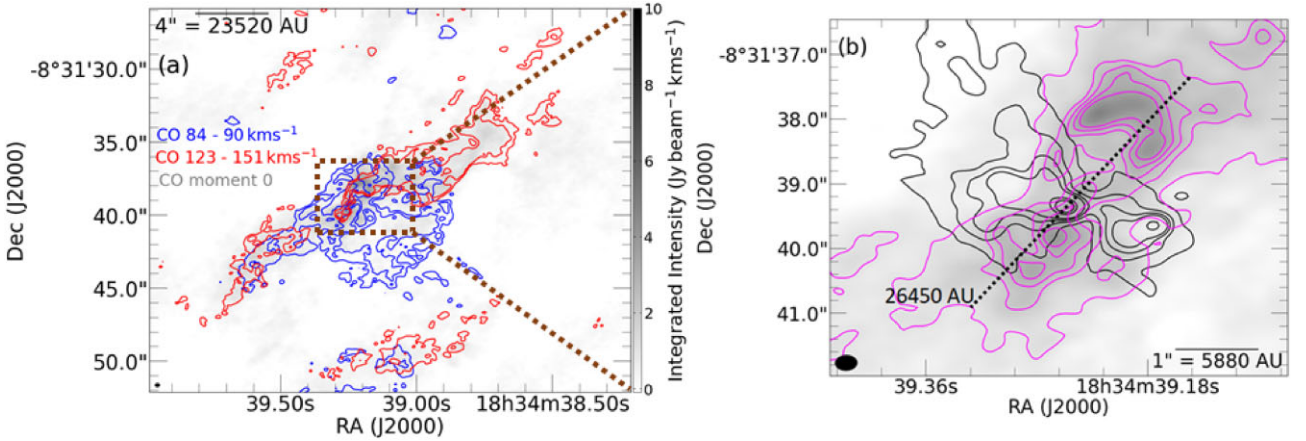 4" = 23520 AU
(a)
CO 84 - 90 kms⁻¹
CO 123 - 151 kms⁻¹
CO moment 0
-8°31'30.0"
35.0"
40.0"
45.0"
50.0"
Dec (J2000)
39.50s
39.00s
18h34m38.50s
RA (J2000)
10
8
6
4
2
0
Integrated Intensity (Jy beam⁻¹ kms⁻¹)
(b)
-8°31'37.0"
38.0"
39.0"
40.0"
41.0"
Dec (J2000)
26450 AU
1" = 5880 AU
39.36s
18h34m39.18s
RA (J2000)